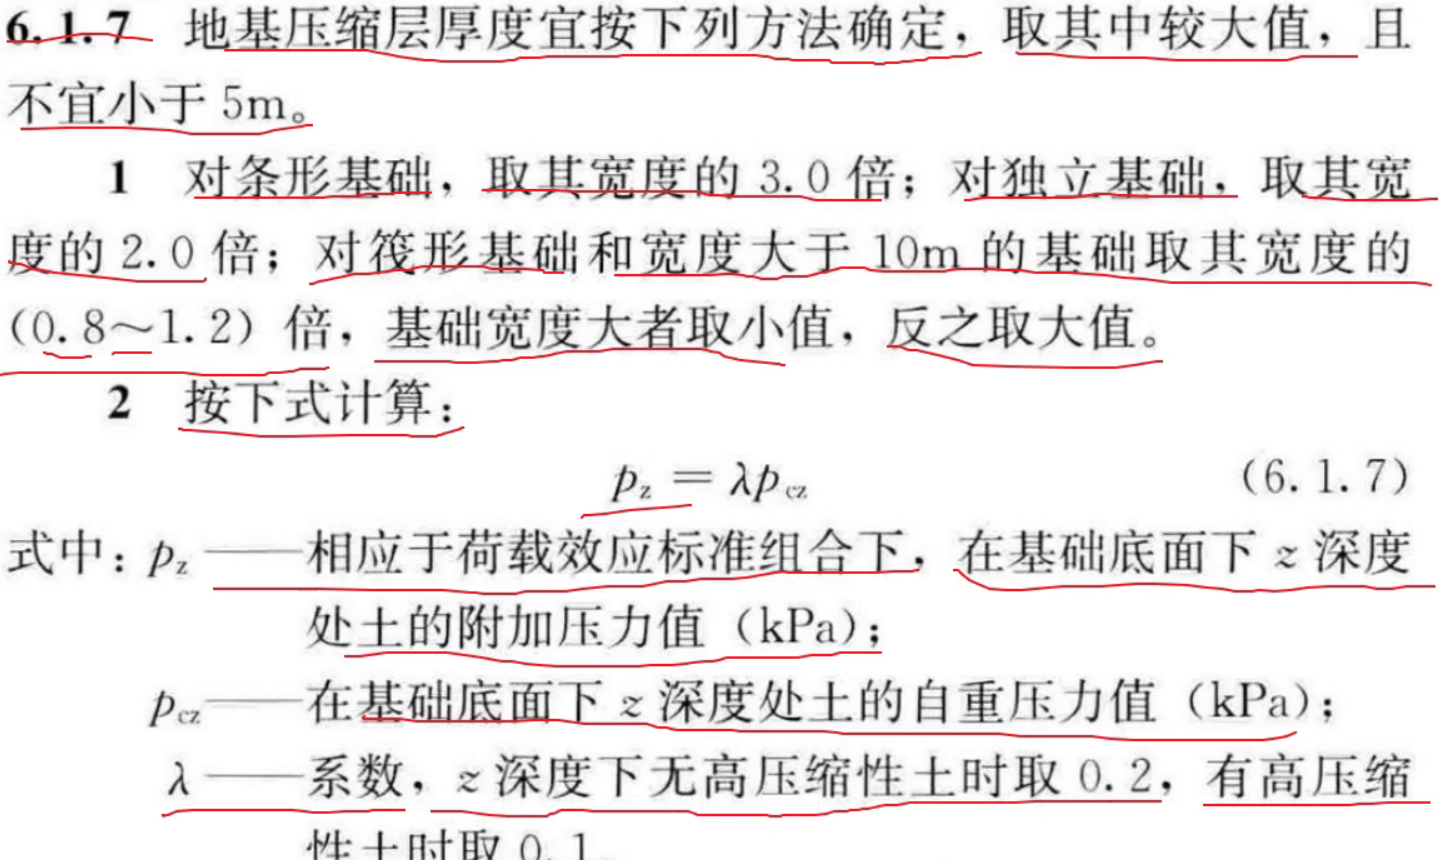 6.1.7 地基压缩层厚度宜按下列方法确定，取其中较大值，且
不宜小于 5m。
1 对条形基础，取其宽度的 3.0 倍；对独立基础，取其宽
度的 2.0 倍；对筏形基础和宽度大于 10m 的基础取其宽度的
(0.8～1.2) 倍，基础宽度大者取小值，反之取大值。
2 按下式计算：
p_z = λp_cz (6.1.7)
式中：p_z——相应于荷载效应标准组合下，在基础底面下 z 深度
处土的附加压力值（kPa）；
p_cz——在基础底面下 z 深度处土的自重压力值（kPa）；
λ——系数，z 深度下无高压缩性土时取 0.2，有高压缩
性土时取 0.1。